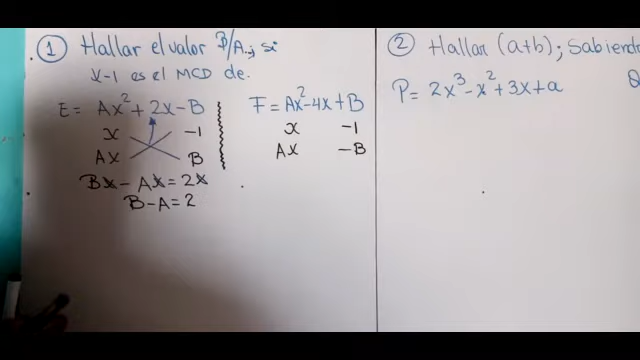 ① Hallar el valor B/A; si
x-1 es el MCD de.
E = Ax² + 2x - B
x -1
Ax B
Bx - Ax = 2x
B - A = 2
F = Ax² - 4x + B
x -1
Ax -B
② Hallar (a+b); Sabiendo
P = 2x³ - x² + 3x + a